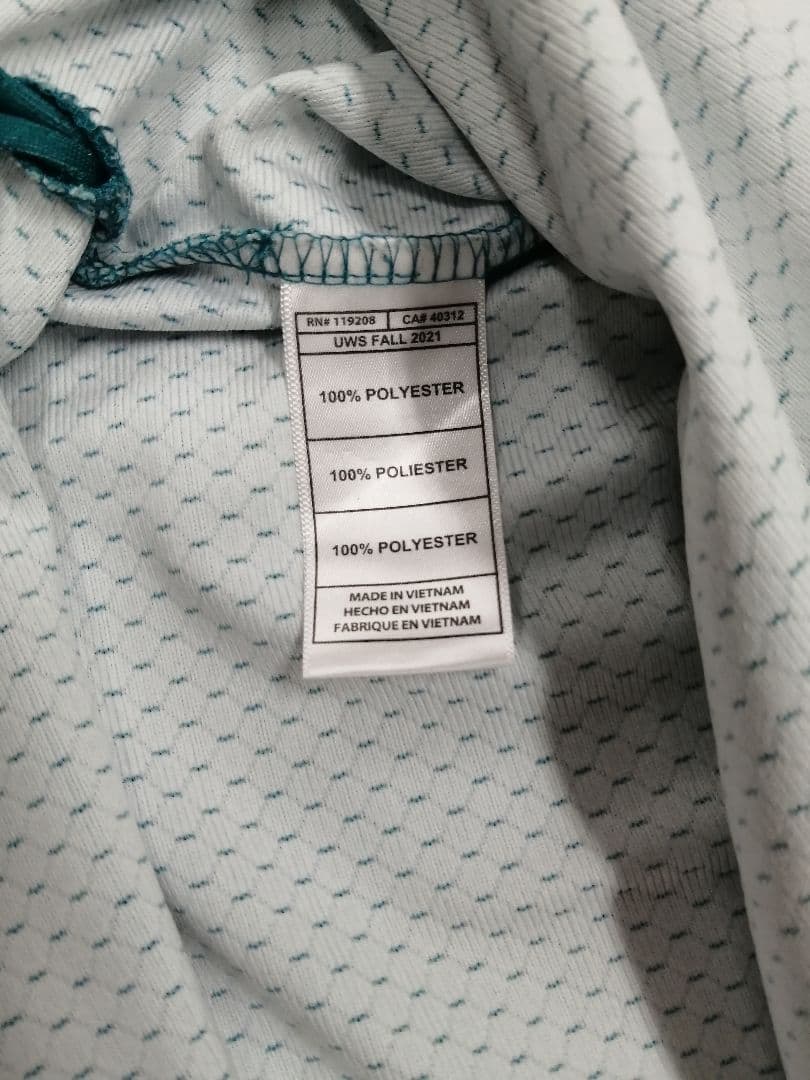 RN# 119208 CA# 40312
UWS FALL 2021
100% POLYESTER
100% POLIESTER
100% POLYESTER
MADE IN VIETNAM
HECHO EN VIETNAM
FABRIQUE EN VIETNAM